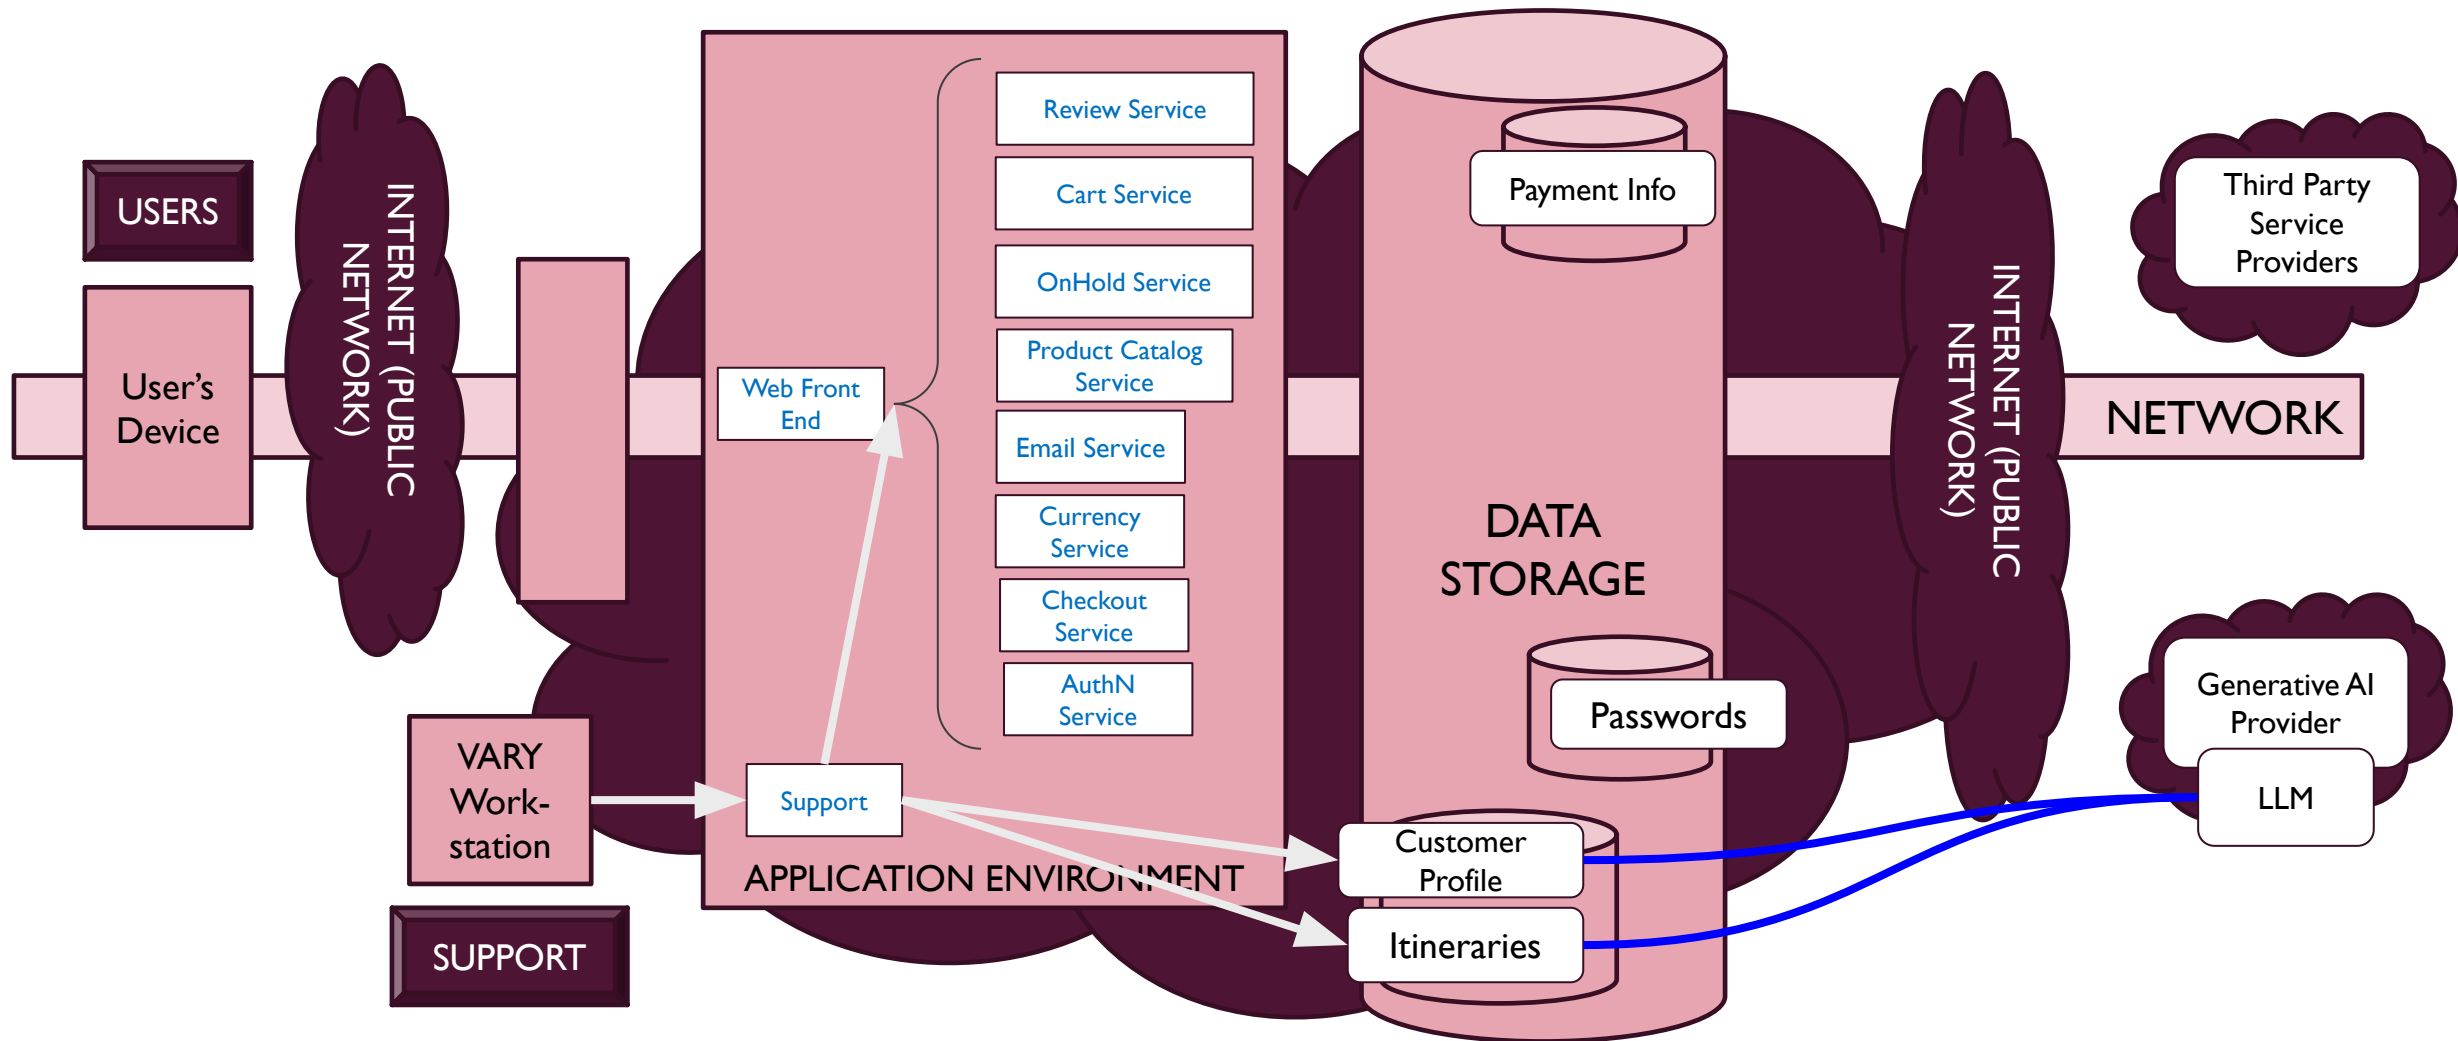 USERS
User's
Device
INTERNET (PUBLIC
NETWORK)
VARY
Work-
station
SUPPORT
Web Front
End
Review Service
Cart Service
OnHold Service
Product Catalog
Service
Email Service
Currency
Service
Checkout
Service
AuthN
Service
Support
APPLICATION ENVIRONMENT
Payment Info
DATA
STORAGE
Passwords
Customer
Profile
Itineraries
INTERNET (PUBLIC
NETWORK)
Third Party
Service
Providers
NETWORK
Generative AI
Provider
LLM